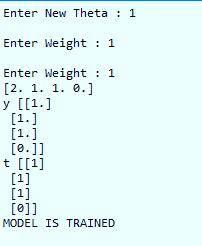 Enter New Theta : 1
Enter Weight : 1
Enter Weight : 1
[2. 1. 1. 0.]
y [[1.]
[1.]
[1.]
[0.]]
t [[1]
[1]
[1]
[0]]
MODEL IS TRAINED